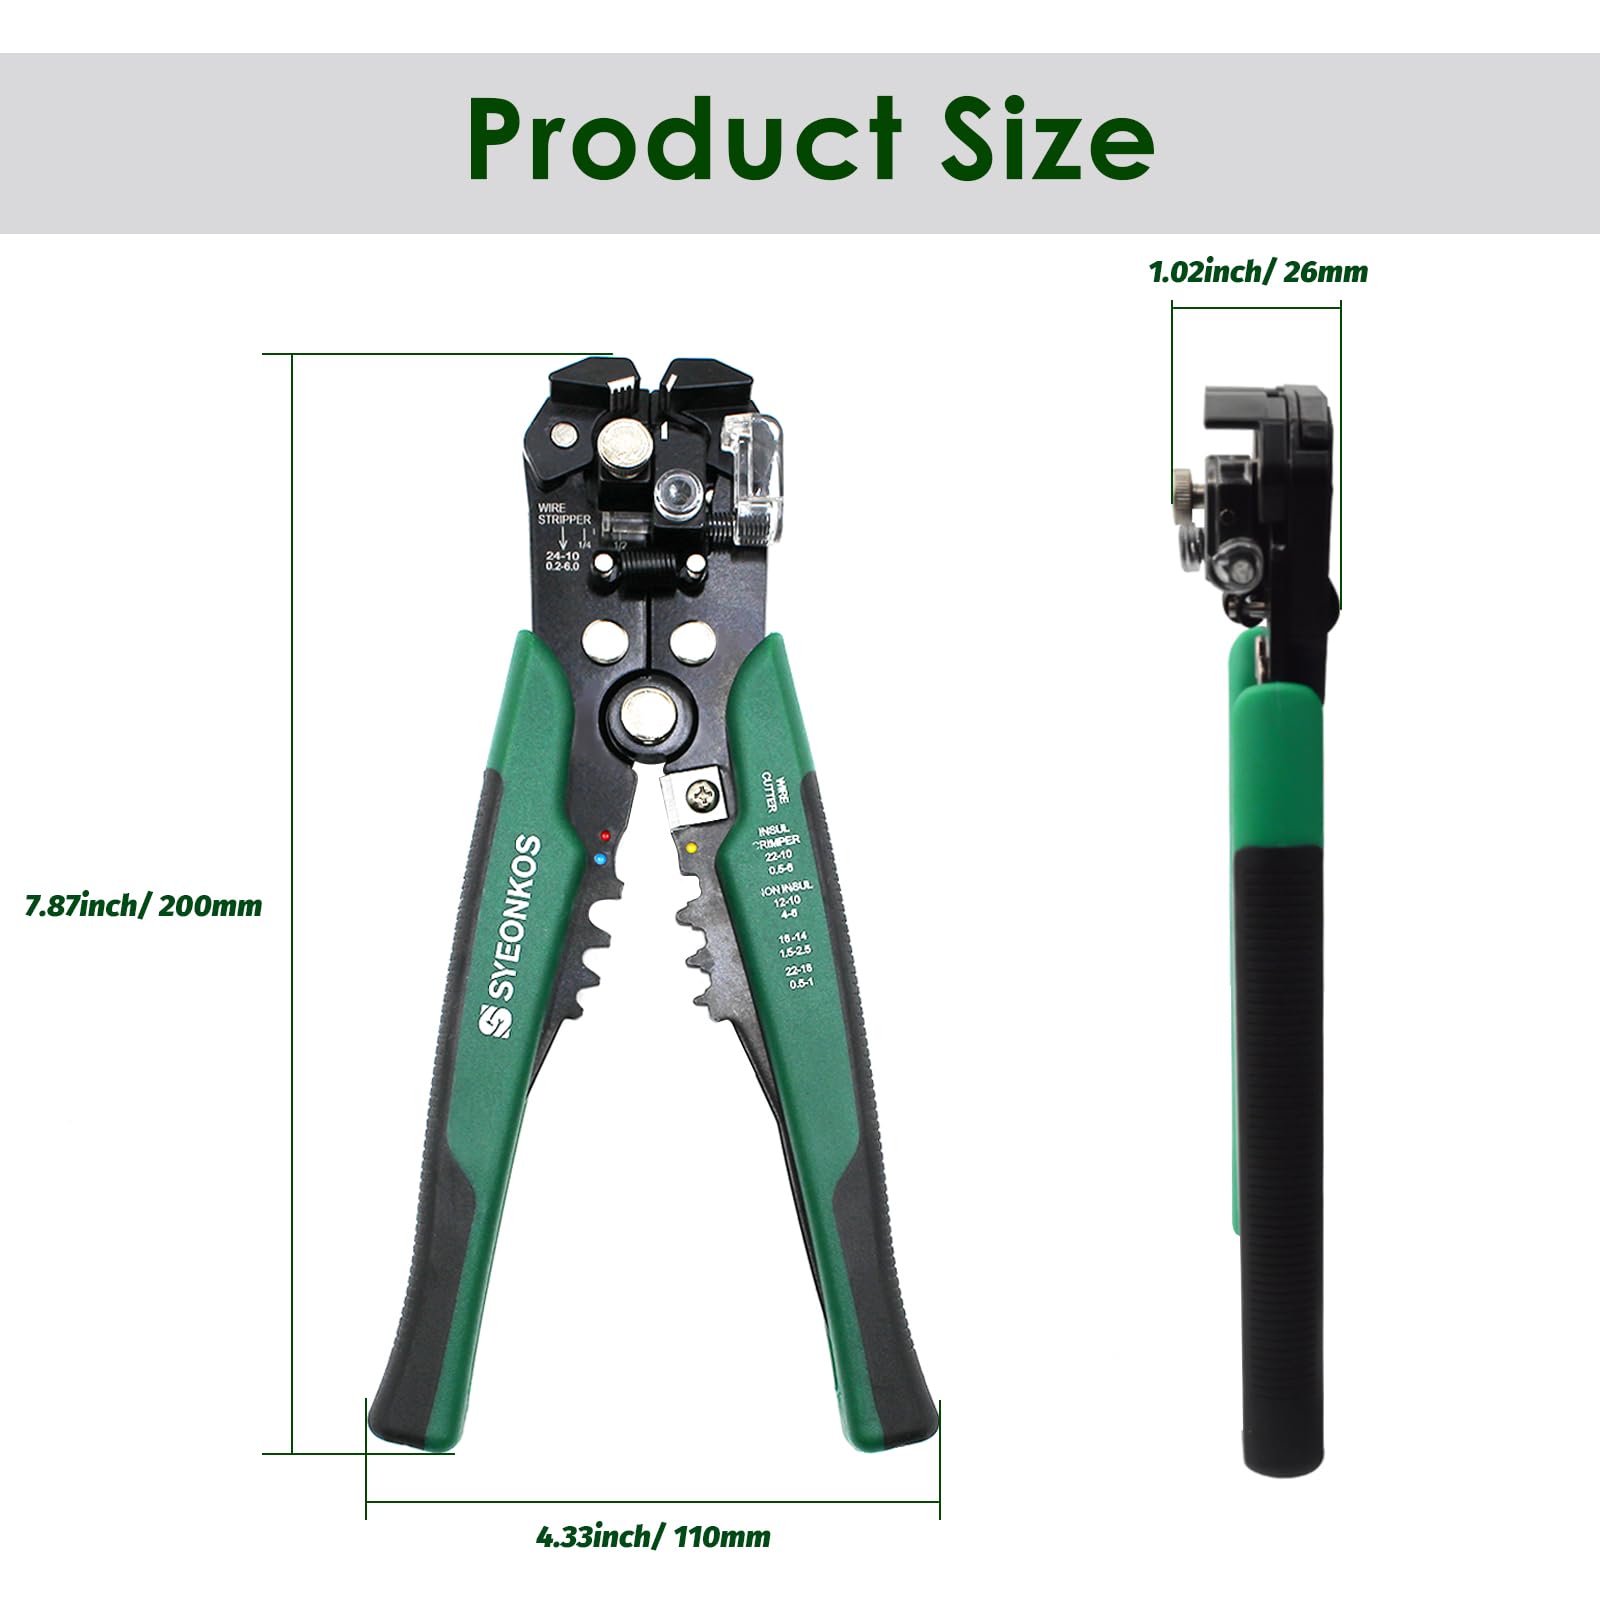 Product Size
1.02inch/ 26mm
WIRE
STRIPPER
1/4
1/2
24-10
0.2-6.0
WIRE
CUTTER
INSUL
CRIMPER
22-10
0.5-6
NON INSUL
12-10
4-6
16-14
1.5-2.5
22-18
0.5-1
SYEONKOS
7.87inch/ 200mm
4.33inch/ 110mm